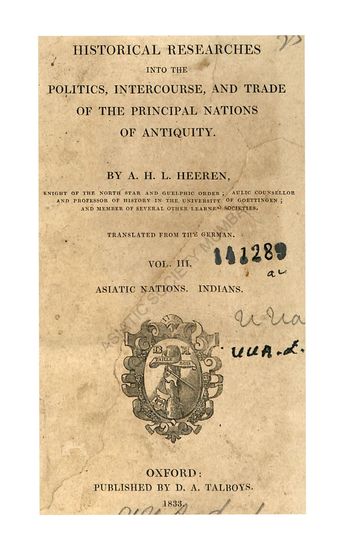 HISTORICAL RESEARCHES
INTO THE
POLITICS, INTERCOURSE, AND TRADE
OF THE PRINCIPAL NATIONS
OF ANTIQUITY.
BY A. H. L. HEEREN,
KNIGHT OF THE NORTH STAR AND GUELPHIC ORDER; AULIC COUNSELLOR
AND PROFESSOR OF HISTORY IN THE UNIVERSITY OF GOETTINGEN;
AND MEMBER OF SEVERAL OTHER LEARNED SOCIETIES.
TRANSLATED FROM THE GERMAN.
VOL. III.
141289
ASIATIC NATIONS. INDIANS.
ASIATIC SOCIETY
OXFORD:
PUBLISHED BY D. A. TALBOYS.
1833.